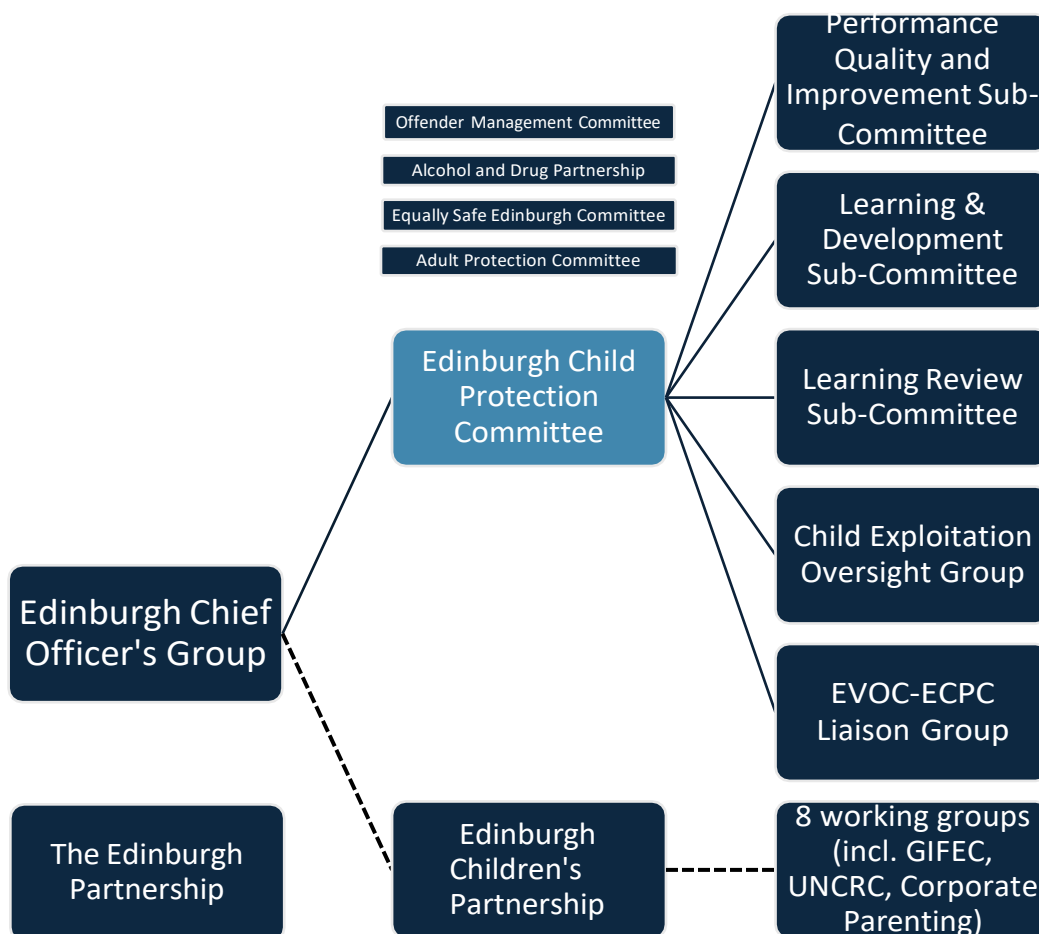 Performance
Quality and
Improvement Sub-
Committee
Offender Management Committee
Alcohol and Drug Partnership
Equally Safe Edinburgh Committee
Adult Protection Committee
Learning &
Development
Sub-Committee
Edinburgh Child
Protection
Committee
Learning Review
Sub-Committee
Child Exploitation
Oversight Group
Edinburgh Chief
Officer's Group
EVOC-ECPC
Liaison Group
The Edinburgh
Partnership
Edinburgh
Children's
Partnership
8 working groups
(incl. GIFEC,
UNCRC, Corporate
Parenting)